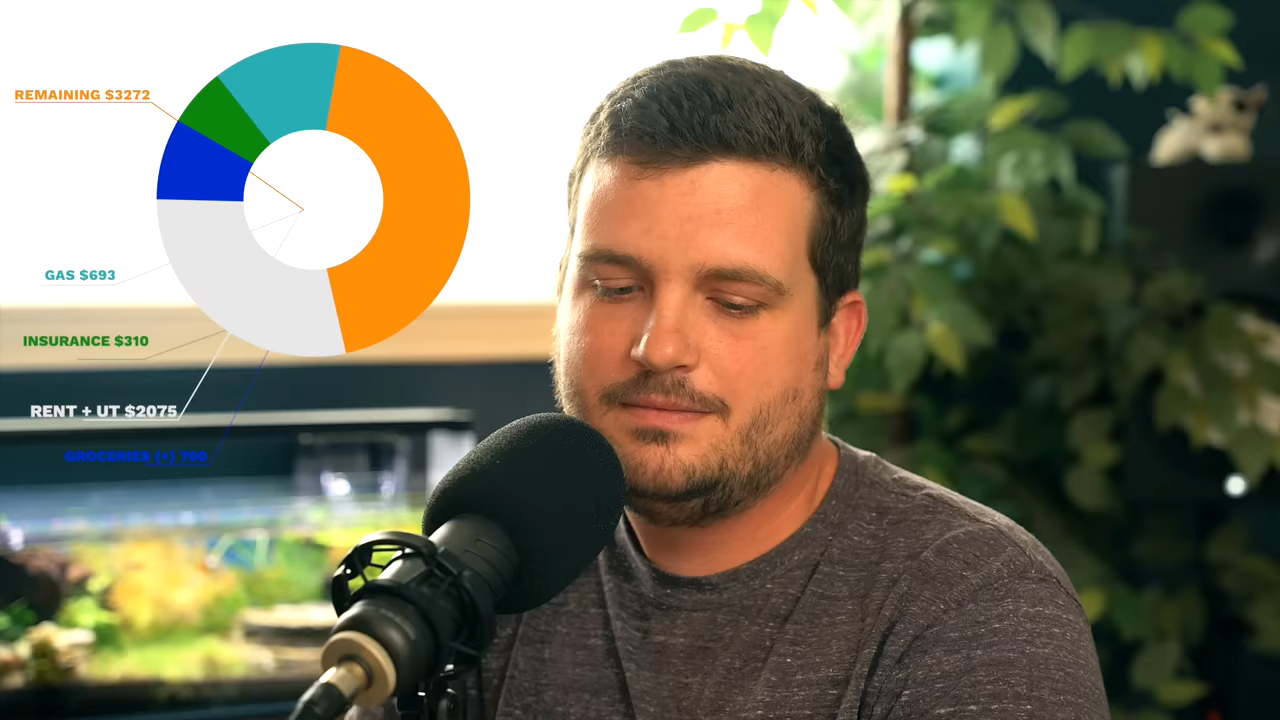 REMAINING $3272
GAS $693
INSURANCE $310
RENT + UT $2075
GROCERIES (+) 700